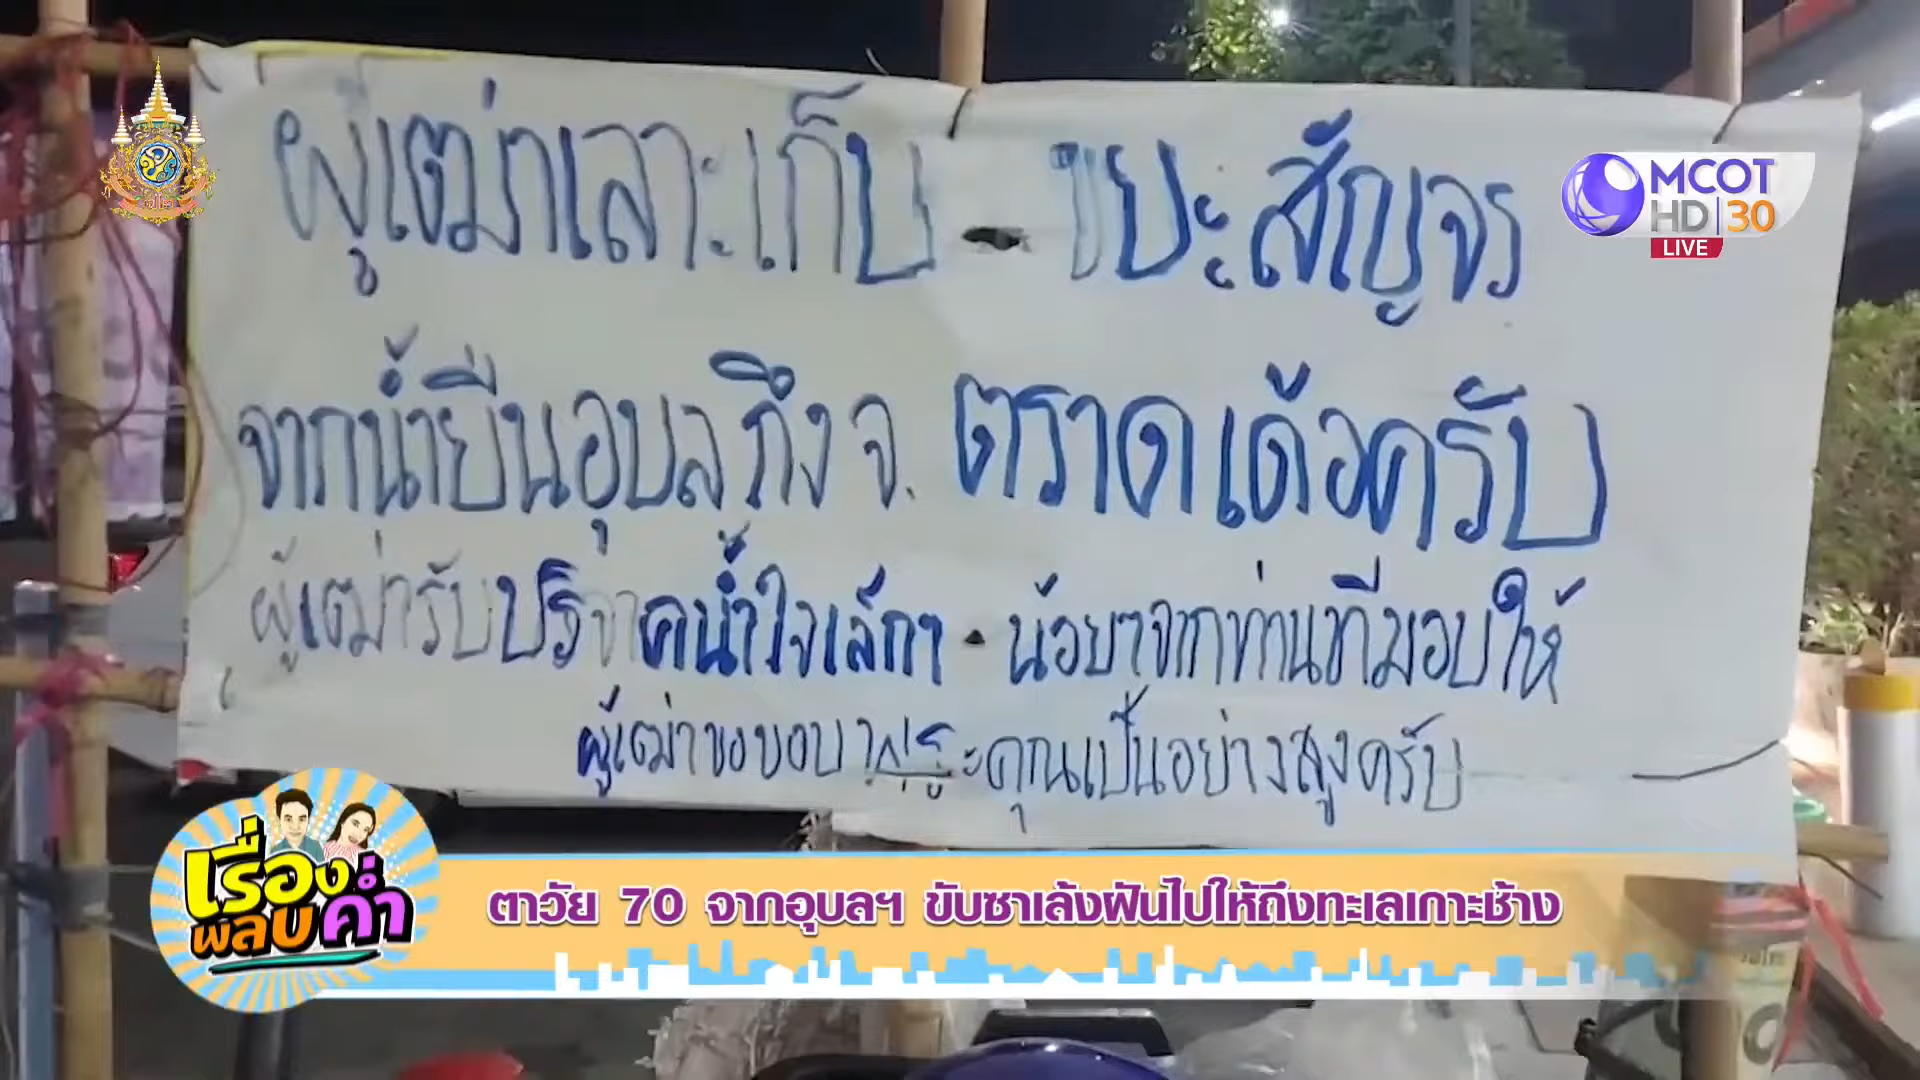 ผู้เฒ่าเลาะเก็บ - ขยะสัญจร
MCOT
HD 30
LIVE
จากน้ำยืนอุบลถึง จ. ตราดเด้อครับ
ผู้เฒ่ารับบริจาคน้ำใจเล็กๆ - น้อยๆจากท่านที่มอบให้
ผู้เฒ่าขอขอบพระคุณเป็นอย่างสูงครับ
เรื่อง
พลบค่ำ
ตาวัย 70 จากอุบลฯ ขับซาเล้งฝันไปให้ถึงทะเลเกาะช้าง